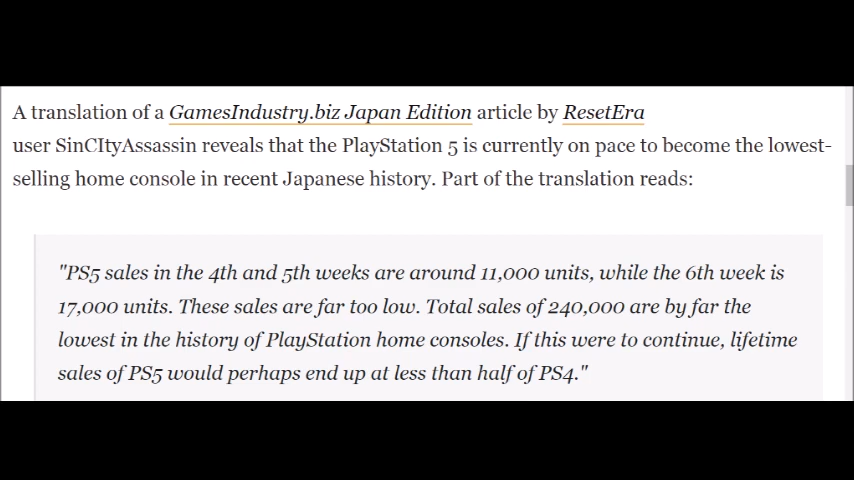 A translation of a GamesIndustry.biz Japan Edition article by ResetEra
user SinCItyAssassin reveals that the PlayStation 5 is currently on pace to become the lowest-
selling home console in recent Japanese history. Part of the translation reads:
"PS5 sales in the 4th and 5th weeks are around 11,000 units, while the 6th week is
17,000 units. These sales are far too low. Total sales of 240,000 are by far the
lowest in the history of PlayStation home consoles. If this were to continue, lifetime
sales of PS5 would perhaps end up at less than half of PS4."